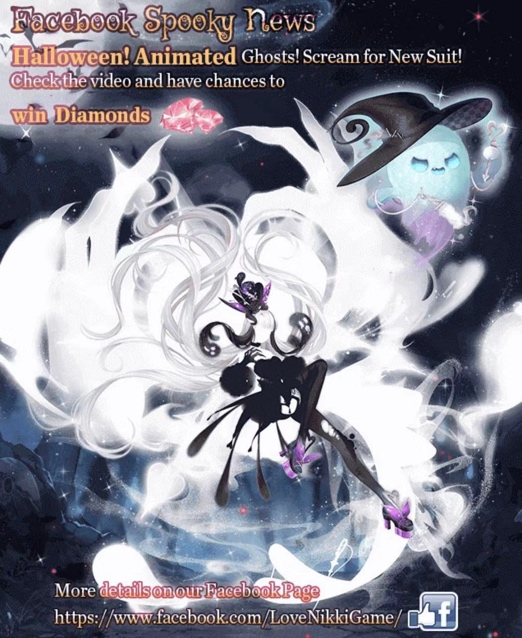 Facebook Spooky News
Halloween! Animated Ghosts! Scream for New Suit!
Check the video and have chances to
win Diamonds
More details on our Facebook Page
https://www.facebook.com/LoveNikkiGame/ f